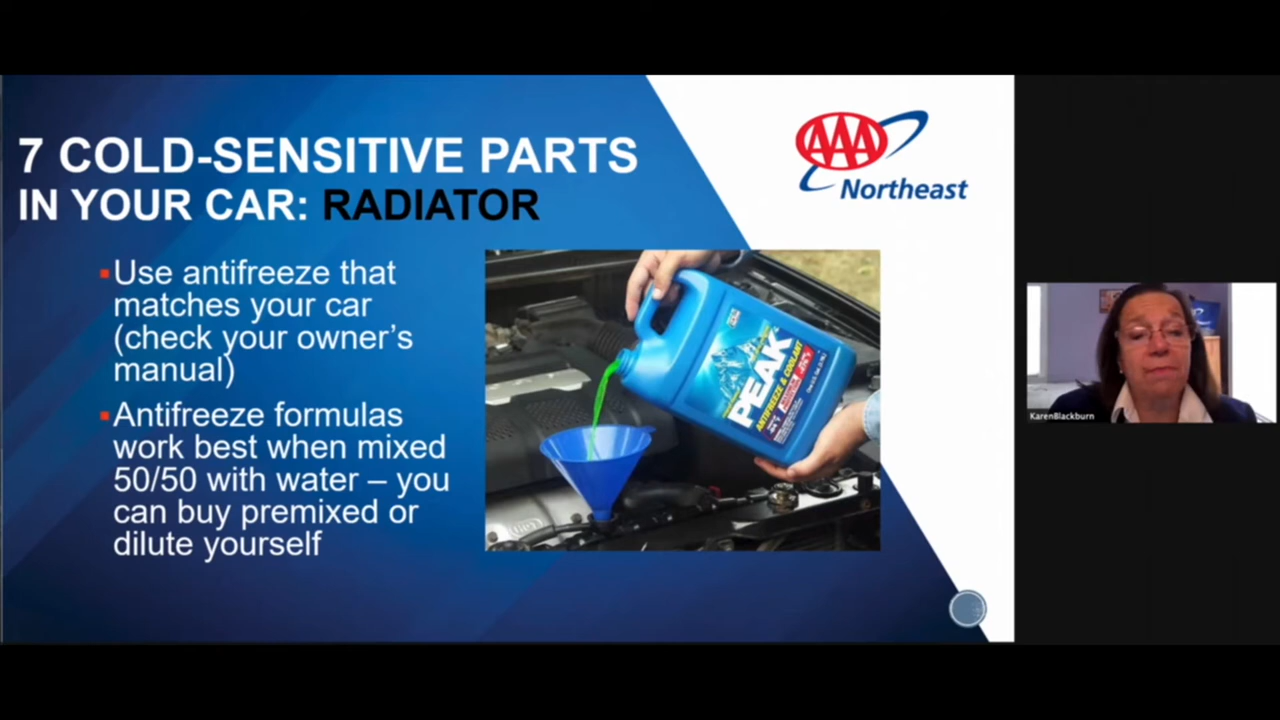 7 COLD-SENSITIVE PARTS
IN YOUR CAR: RADIATOR
AAA
Northeast
▪Use antifreeze that
matches your car
(check your owner’s
manual)
▪Antifreeze formulas
work best when mixed
50/50 with water – you
can buy premixed or
dilute yourself
PEAK
ANTIFREEZE & COOLANT
KarenBlackburn